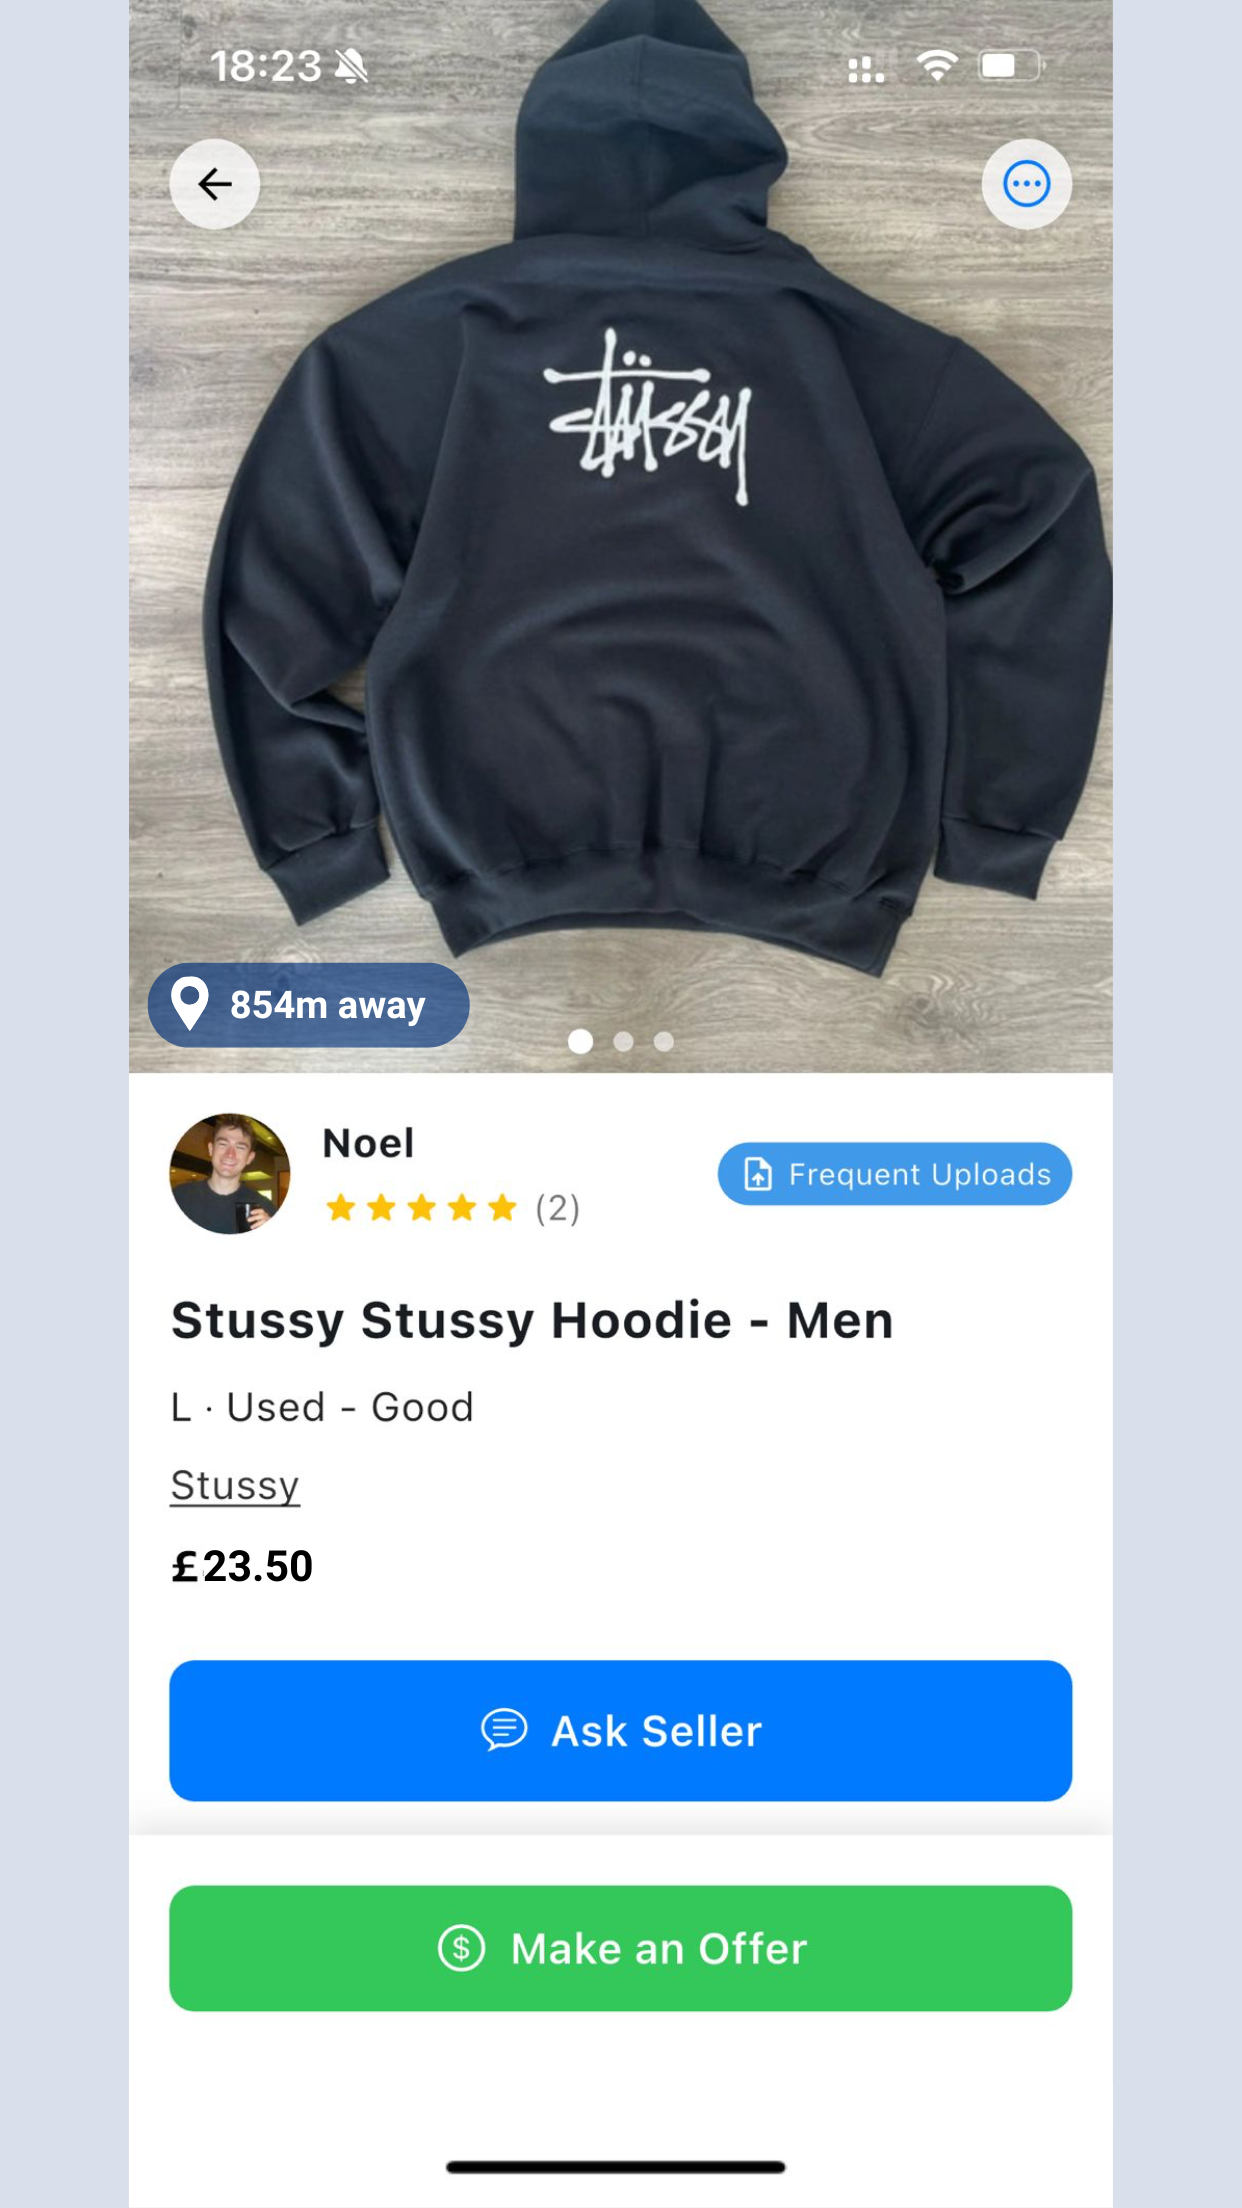 18:23
stüssy
854m away
Noel
(2)
Frequent Uploads
Stussy Stussy Hoodie - Men
L · Used - Good
Stussy
£23.50
Ask Seller
$ Make an Offer